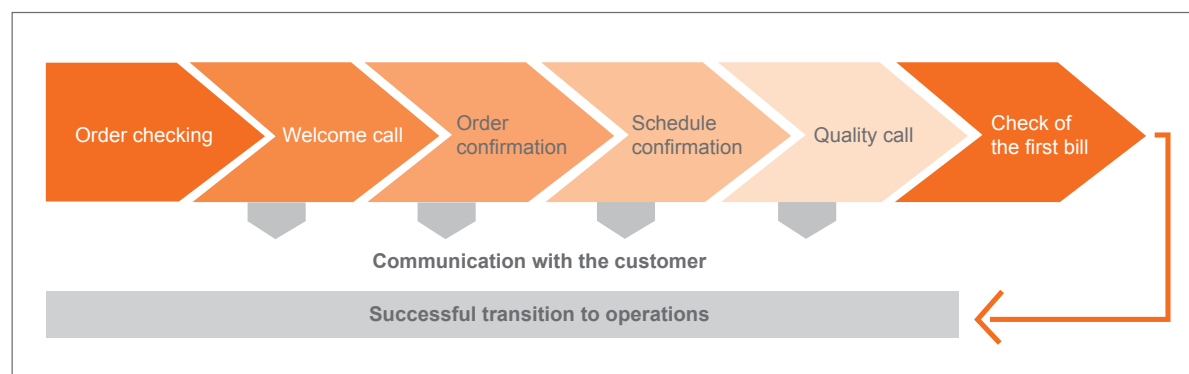 Order checking
Welcome call
Order
confirmation
Schedule
confirmation
Quality call
Check of
the first bill
Communication with the customer
Successful transition to operations